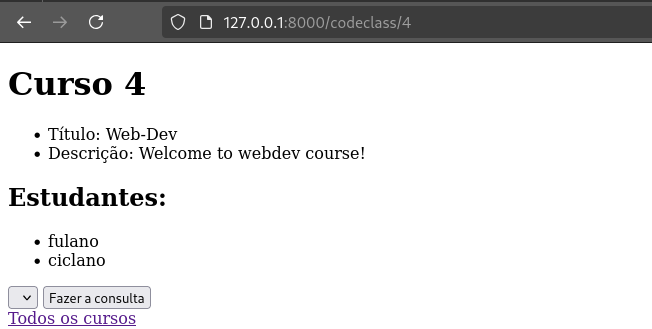 127.0.0.1:8000/codeclass/4
Curso 4
Título: Web-Dev
Descrição: Welcome to webdev course!
Estudantes:
fulano
ciclano
Fazer a consulta
Todos os cursos